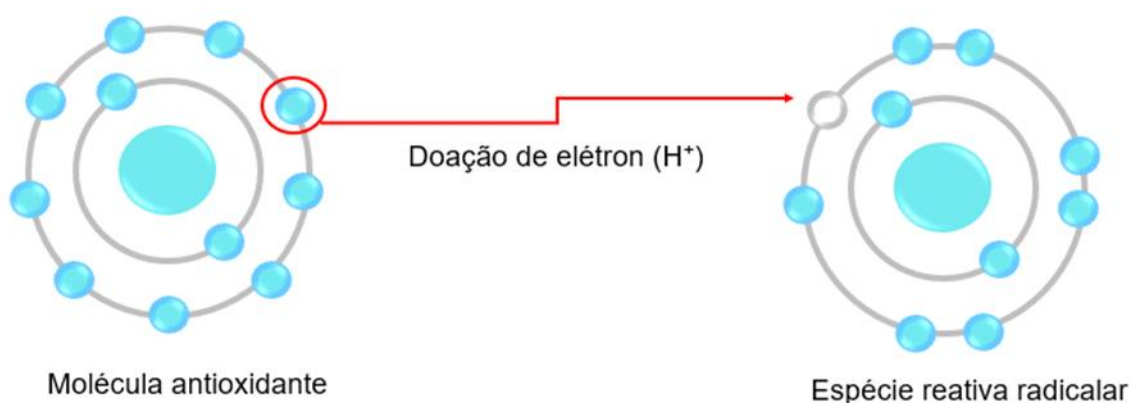 Doação de elétron (H⁺)
Molécula antioxidante
Espécie reativa radicalar